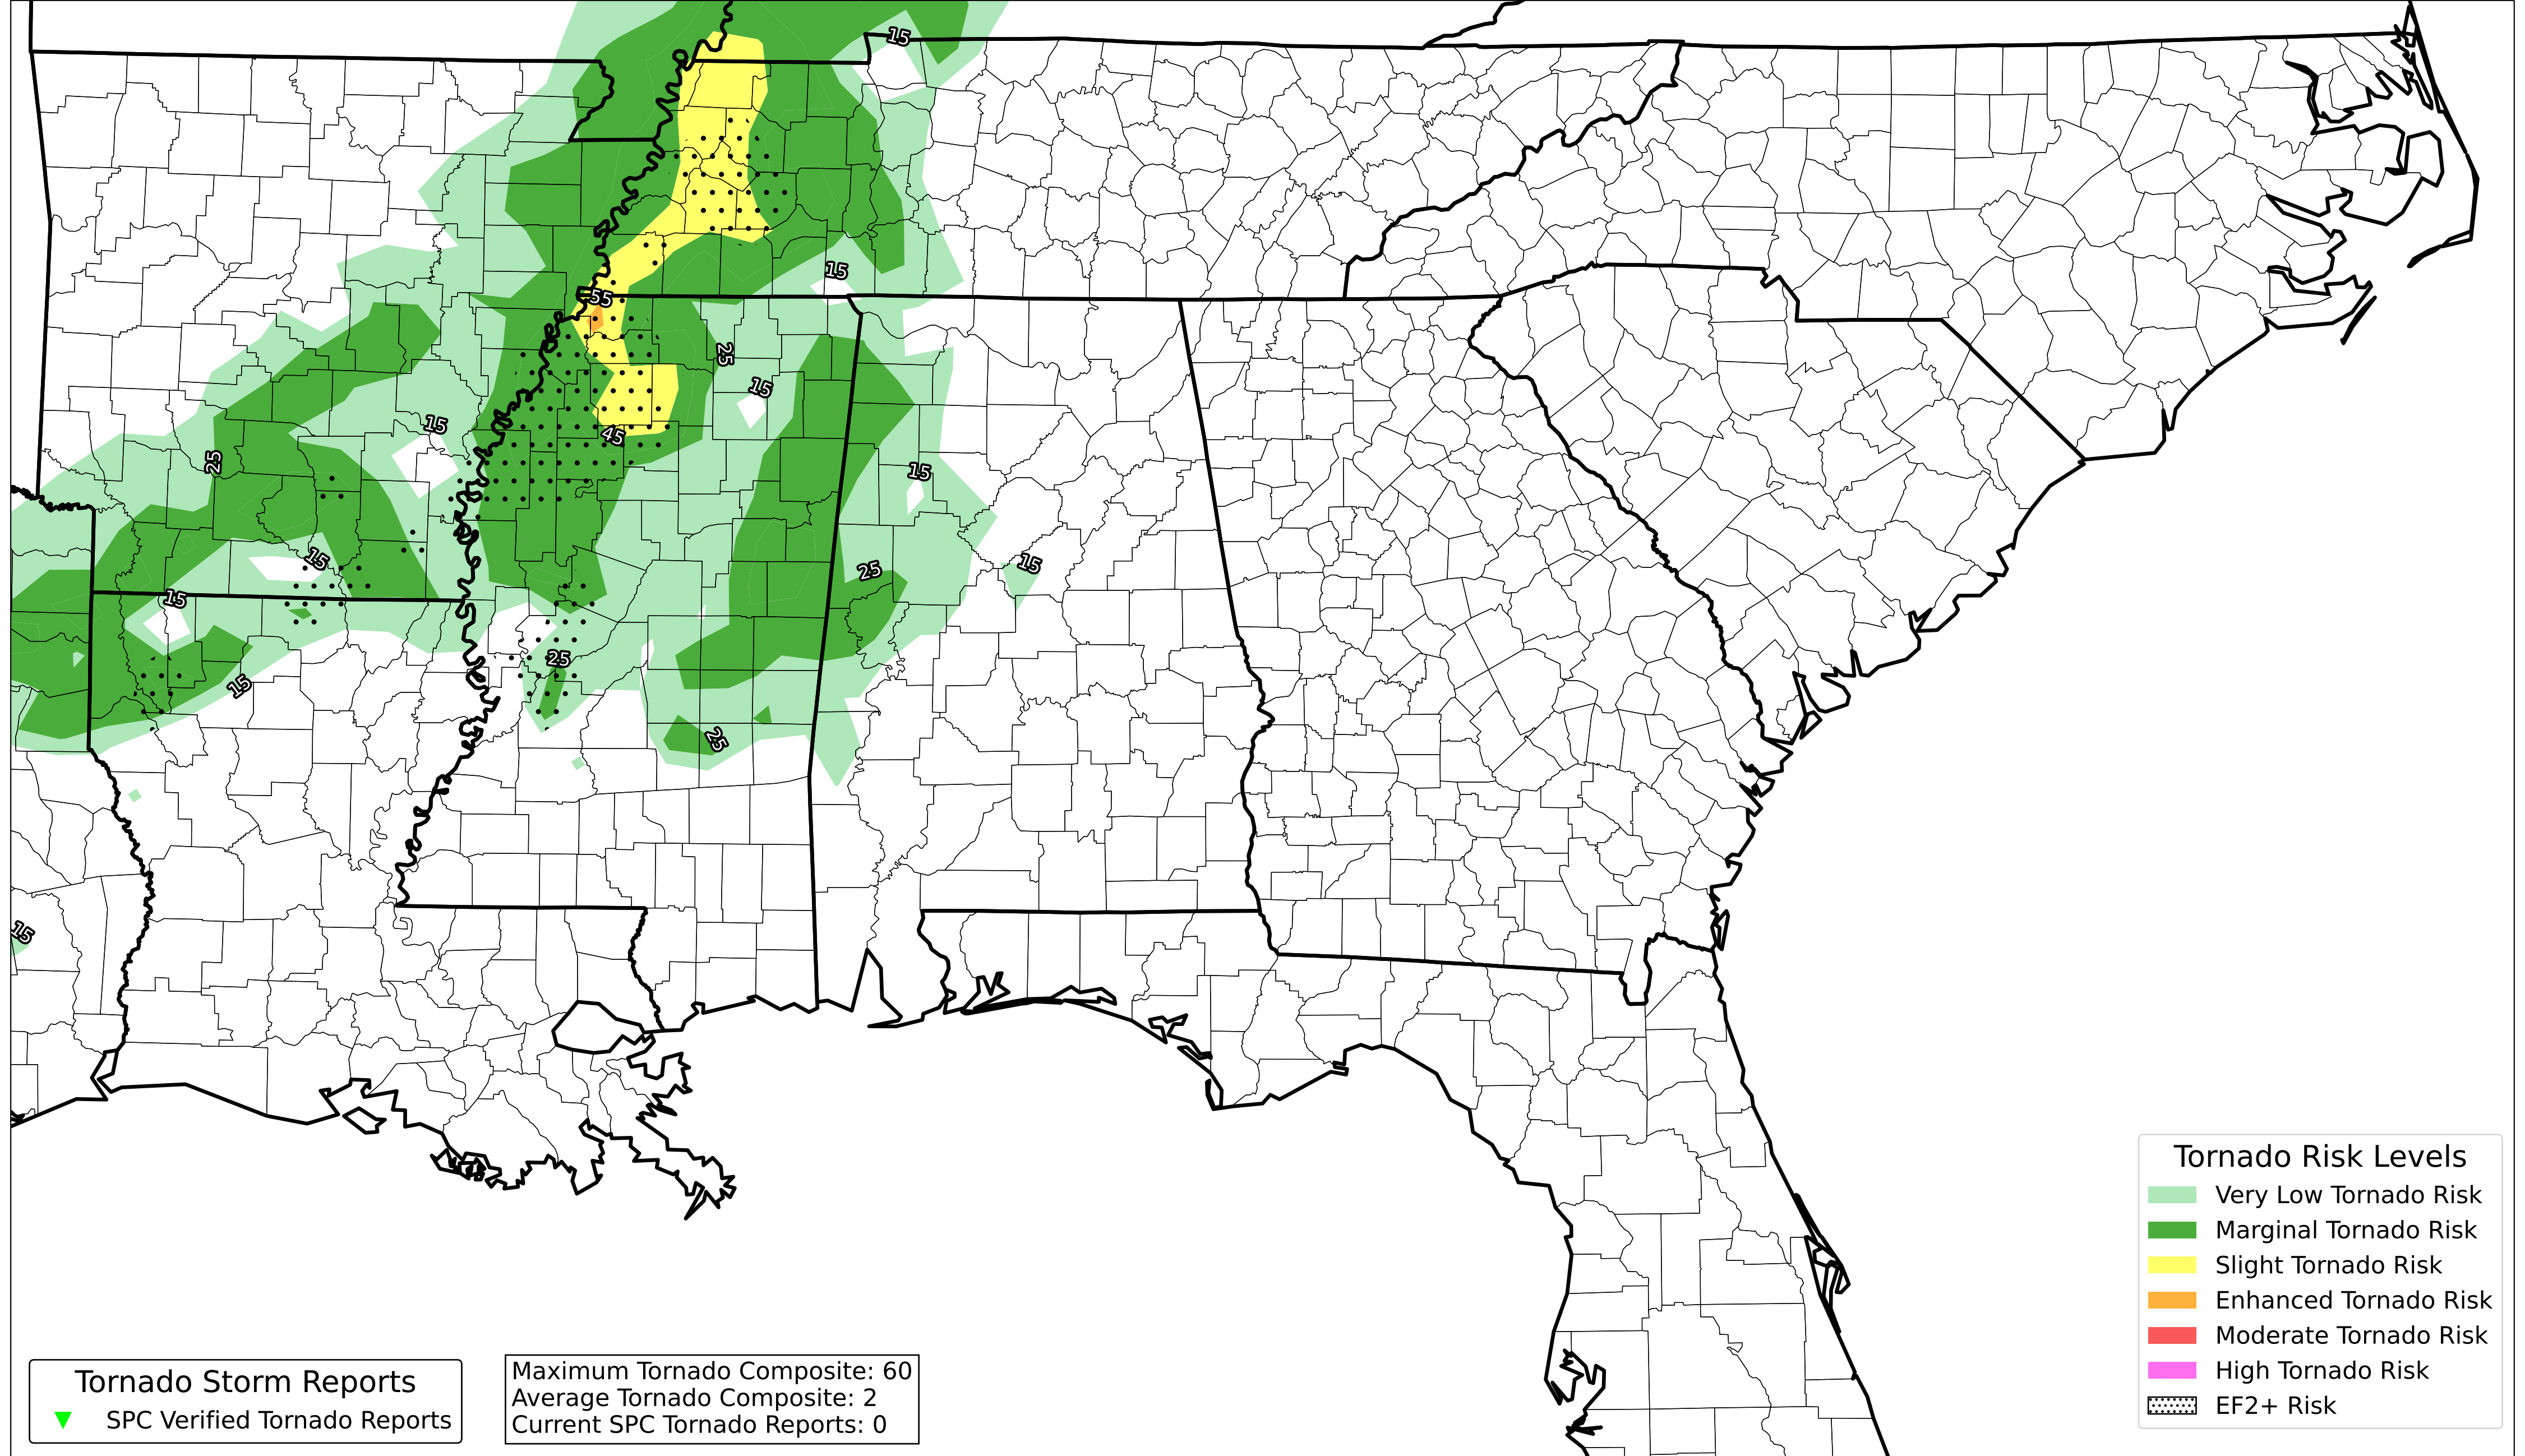 15
15
55
25
15
15
45
25
15
15
15
25
15
25
15
25
15
Tornado Risk Levels
Very Low Tornado Risk
Marginal Tornado Risk
Slight Tornado Risk
Enhanced Tornado Risk
Moderate Tornado Risk
High Tornado Risk
EF2+ Risk
Tornado Storm Reports
SPC Verified Tornado Reports
Maximum Tornado Composite: 60
Average Tornado Composite: 2
Current SPC Tornado Reports: 0